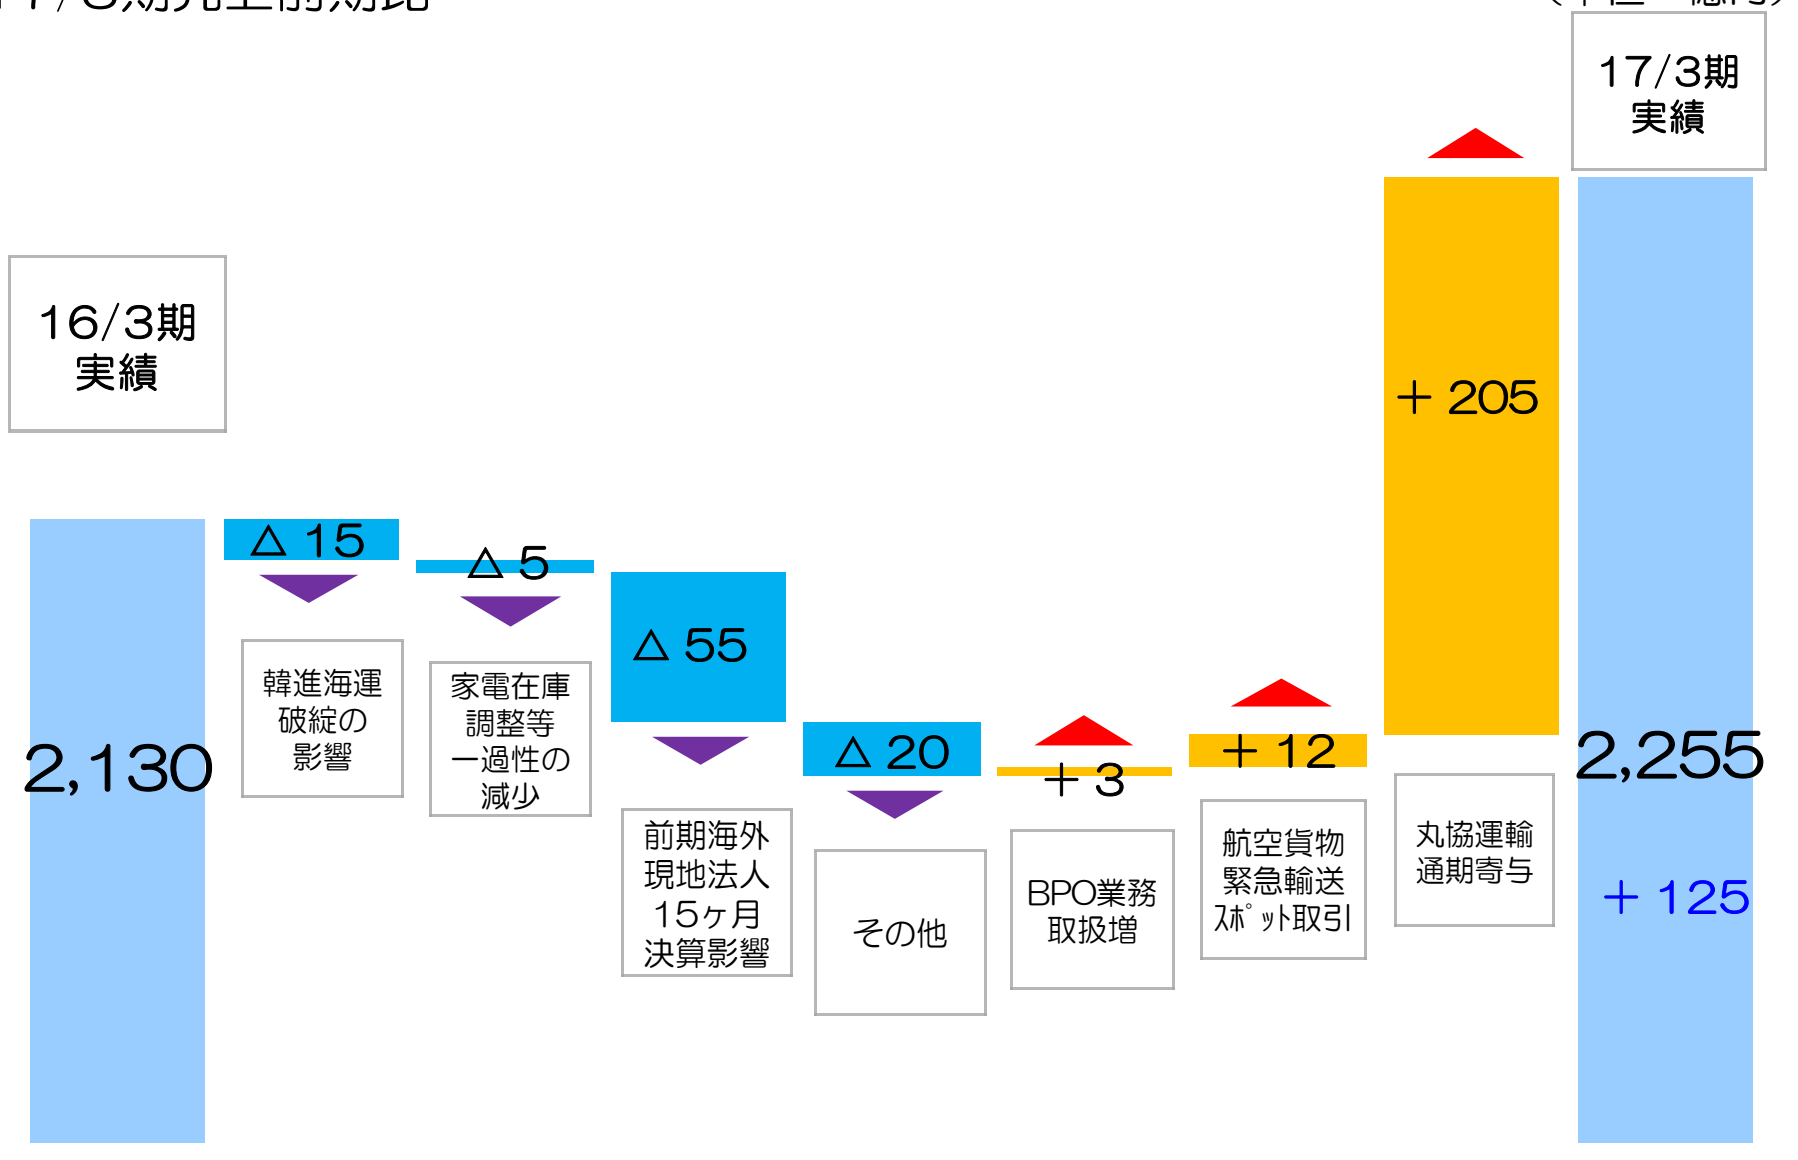 16/3期
実績
2,130
△ 15
韓進海運
破綻の
影響
△ 5
家電在庫
調整等
一過性の
減少
△ 55
前期海外
現地法人
15ヶ月
決算影響
△ 20
その他
+ 3
BPO業務
取扱増
+ 12
航空貨物
緊急輸送
ｽﾎﾟｯﾄ取引
+ 205
丸協運輸
通期寄与
17/3期
実績
2,255
+ 125